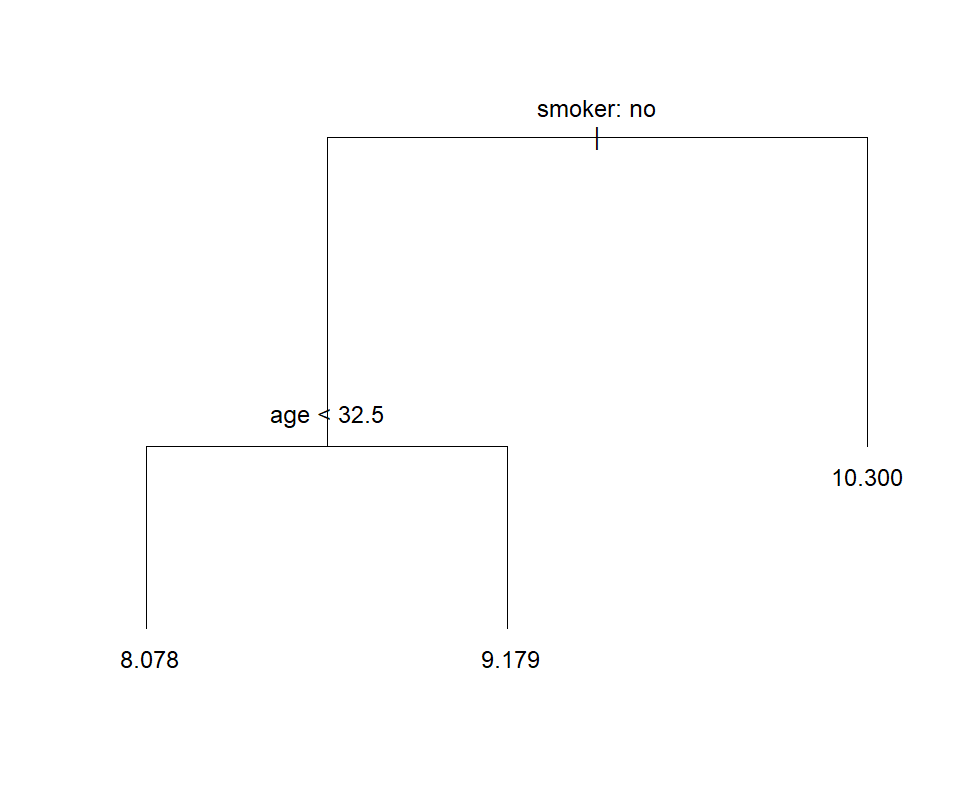 smoker: no
age < 32.5
10.300
8.078
9.179